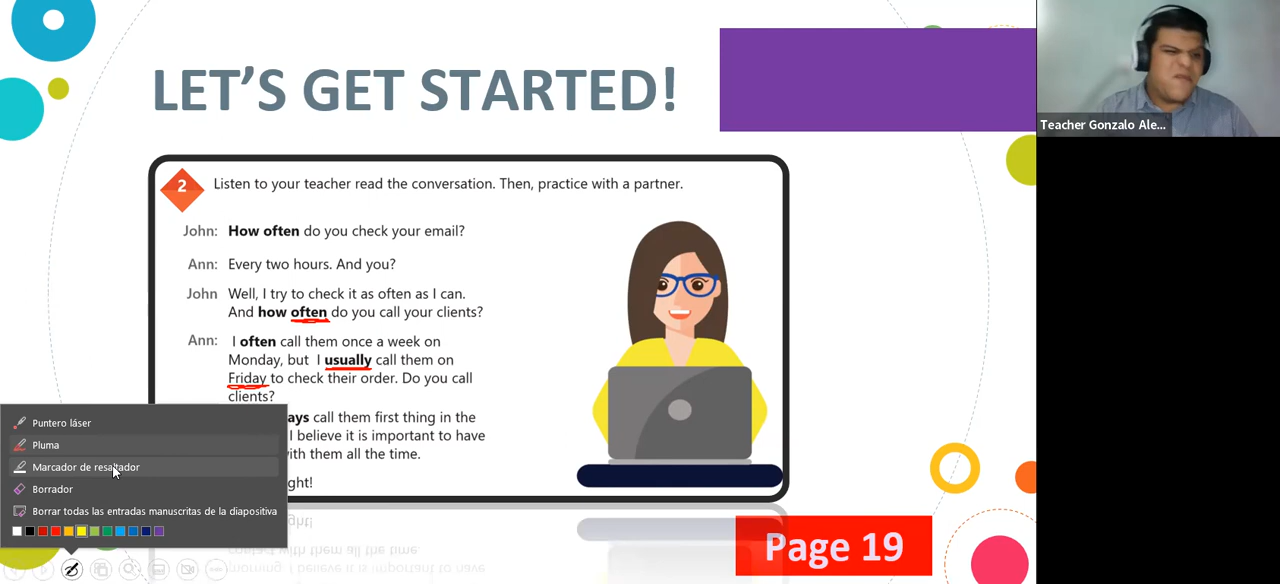 LET'S GET STARTED!
Teacher Gonzalo Ale...
2
Listen to your teacher read the conversation. Then, practice with a partner.
John: How often do you check your email?
Ann: Every two hours. And you?
John Well, I try to check it as often as I can.
And how often do you call your clients?
Ann: I often call them once a week on
Monday, but I usually call them on
Friday to check their order. Do you call
clients?
ays call them first thing in the
I believe it is important to have
ith them all the time.
ght!
Puntero láser
Pluma
Marcador de resaltador
Borrador
Borrar todas las entradas manuscritas de la diapositiva
Page 19